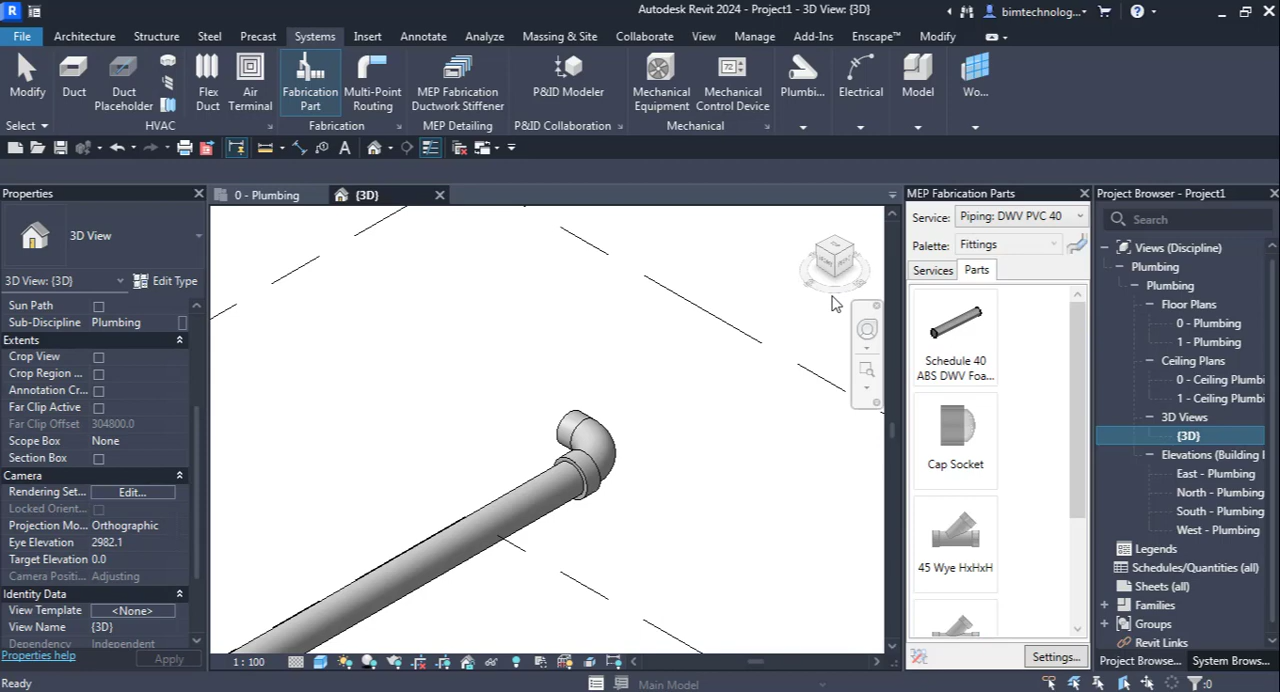 R
Autodesk Revit 2024 - Project1 - 3D View: {3D}
bimtechnolog...
File Architecture Structure Steel Precast Systems Insert Annotate Analyze Massing & Site Collaborate View Manage Add-Ins Enscape™ Modify
Modify
Duct
Duct Placeholder
Flex Duct
Air Terminal
Fabrication Part
Multi-Point Routing
MEP Fabrication Ductwork Stiffener
P&ID Modeler
Mechanical Equipment
Mechanical Control Device
Plumbi...
Electrical
Model
Wo...
Select HVAC Fabrication MEP Detailing P&ID Collaboration Mechanical
Properties
3D View
3D View: {3D} Edit Type
Sun Path
Sub-Discipline Plumbing
Extents
Crop View
Crop Region ...
Annotation Cr...
Far Clip Active
Far Clip Offset 304800.0
Scope Box None
Section Box
Camera
Rendering Set... Edit...
Locked Orient...
Projection Mo... Orthographic
Eye Elevation 2982.1
Target Elevation 0.0
Camera Positi... Adjusting
Identity Data
View Template <None>
View Name {3D}
Dependency Independent
Properties help Apply
0 - Plumbing {3D}
1 : 100
MEP Fabrication Parts
Service: Piping: DWV PVC 40
Palette: Fittings
Services Parts
Schedule 40
ABS DWV Foa...
Cap Socket
45 Wye HxHxH
Settings...
Project Browser - Project1
Search
Views (Discipline)
Plumbing
Plumbing
Floor Plans
0 - Plumbing
1 - Plumbing
Ceiling Plans
0 - Ceiling Plumbi
1 - Ceiling Plumbi
3D Views
{3D}
Elevations (Building
East - Plumbing
North - Plumbing
South - Plumbing
West - Plumbing
Legends
Schedules/Quantities (all)
Sheets (all)
Families
Groups
Revit Links
Project Browse... System Brows...
Ready Main Model :0